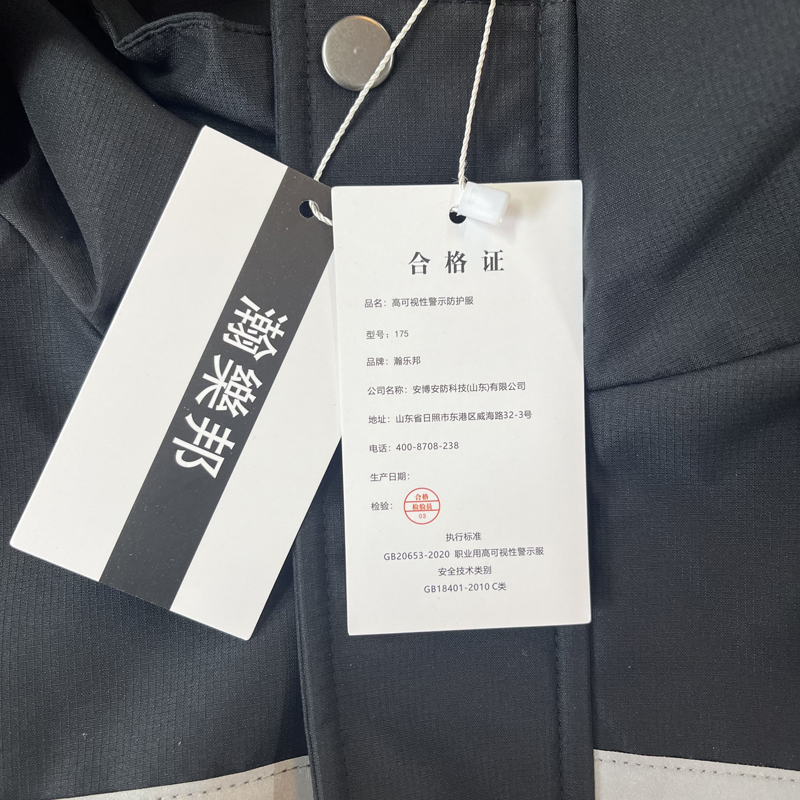 瀚樂邦
合格证
品名：高可视性警示防护服
型号：175
品牌：瀚乐邦
公司名称：安博安防科技(山东)有限公司
地址：山东省日照市东港区威海路32-3号
电话：400-8708-238
生产日期：
检验：
合格
检验员
03
执行标准
GB20653-2020 职业用高可视性警示服
安全技术类别
GB18401-2010 C类